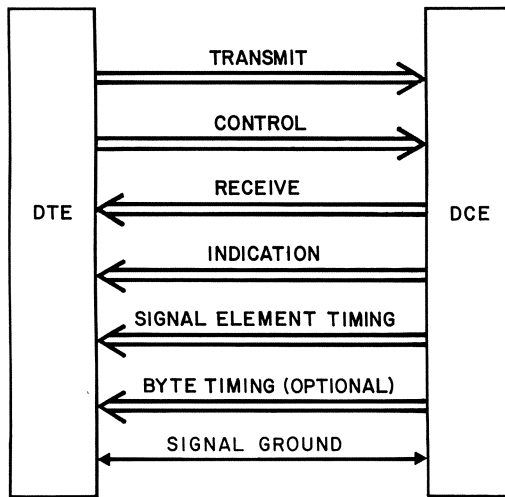 TRANSMIT
CONTROL
RECEIVE
DTE
DCE
INDICATION
SIGNAL ELEMENT TIMING
BYTE TIMING (OPTIONAL)
SIGNAL GROUND